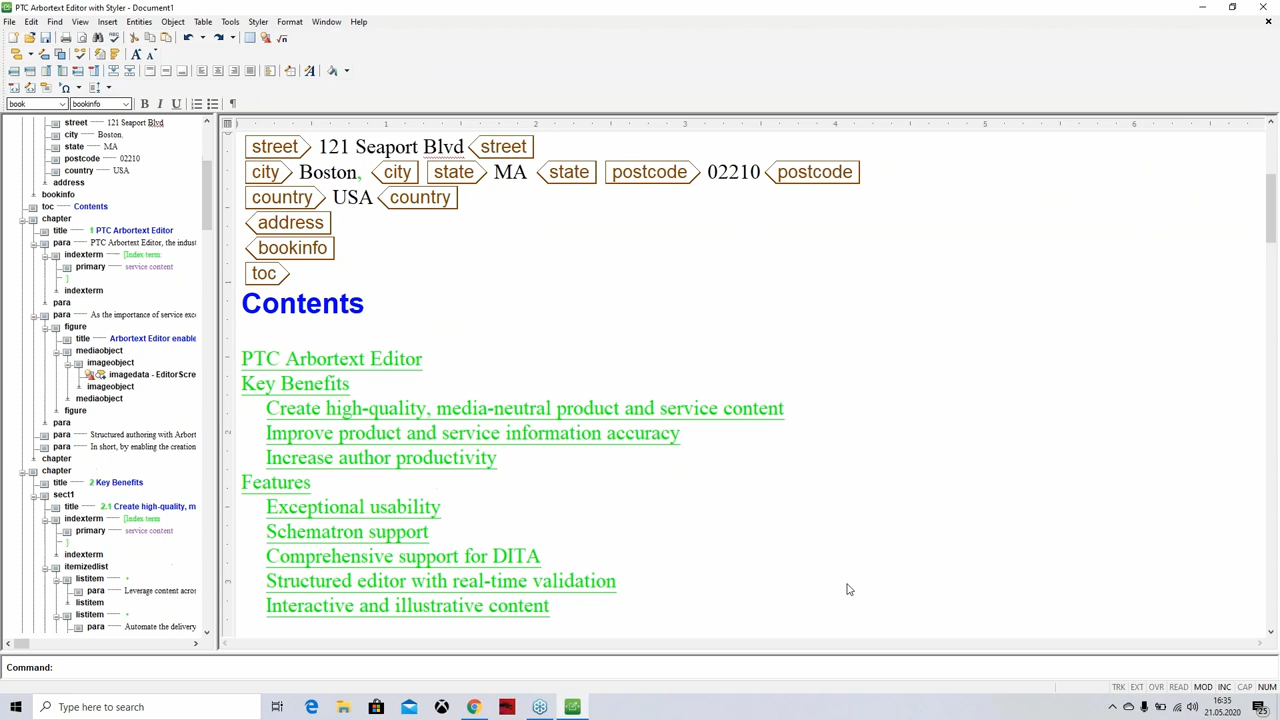 PTC Arbortext Editor with Styler - Document1
File Edit Find View Insert Entities Object Table Tools Styler Format Window Help
book bookinfo B I U
street 121 Seaport Blvd
city Boston,
state MA
postcode 02210
country USA
address
bookinfo
toc Contents
chapter
title 1 PTC Arbortext Editor
para PTC Arbortext Editor, the indust
indexterm [Index term
primary service content
]
indexterm
para
para As the importance of service exc
figure
title Arbortext Editor enable
mediaobject
imageobject
imagedata - EditorScre
imageobject
mediaobject
figure
para
para Structured authoring with Arbort
para In short, by enabling the creation
chapter
chapter
title 2 Key Benefits
sect1
title 2.1 Create high-quality, m
indexterm [Index term
primary service content
]
indexterm
itemizedlist
listitem •
para Leverage content acros
listitem
listitem •
para Automate the delivery
1 2 3 4 5 6
1
2
3
street 121 Seaport Blvd street
city Boston, city state MA state postcode 02210 postcode
country USA country
address
bookinfo
toc
Contents
PTC Arbortext Editor
Key Benefits
Create high-quality, media-neutral product and service content
Improve product and service information accuracy
Increase author productivity
Features
Exceptional usability
Schematron support
Comprehensive support for DITA
Structured editor with real-time validation
Interactive and illustrative content
Command:
TRK EXT OVR READ MOD INC CAP NUM
Type here to search
16:35
21.05.2020
25